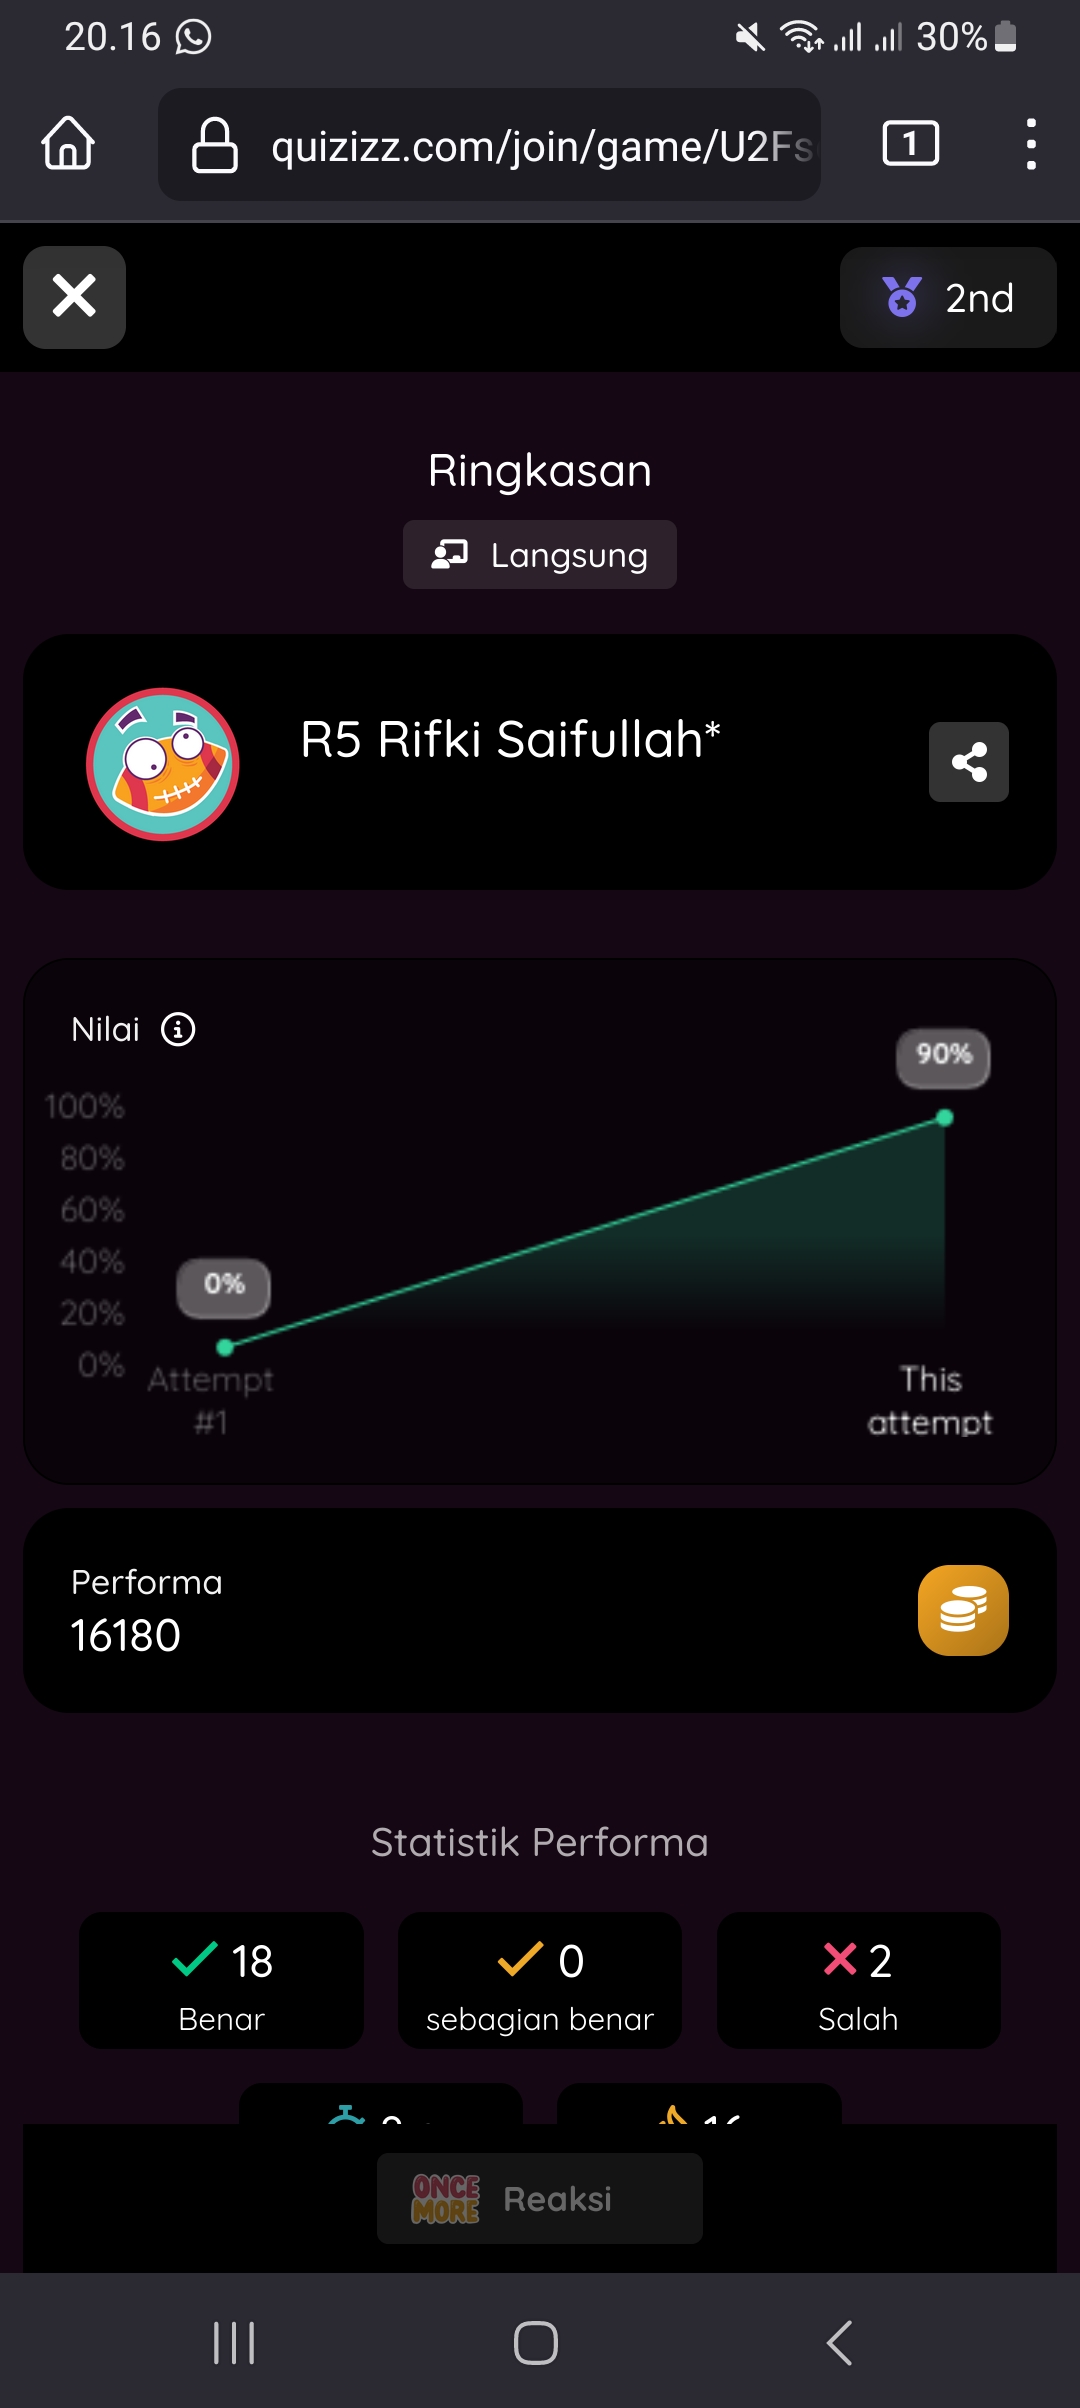 20.16
30%
quizizz.com/join/game/U2Fs
1
2nd
Ringkasan
Langsung
R5 Rifki Saifullah*
Nilai
90%
100%
80%
60%
40%
0%
20%
0%
Attempt
#1
This
attempt
Performa
16180
Statistik Performa
18
Benar
0
sebagian benar
2
Salah
ONCE
MORE
Reaksi